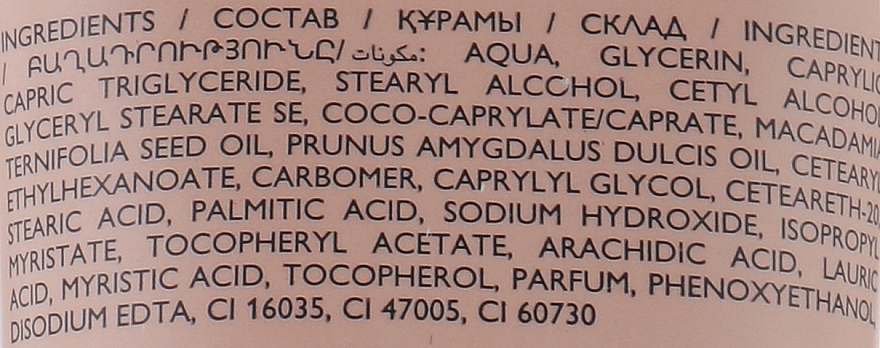 INGREDIENTS / СОСТАВ / ҚҰРАМЫ / СКЛАД / INGREDIENT
/ ԲԱՂԱԴՐՈՒԹՅՈՒՆԸ/ مكونات: AQUA, GLYCERIN, CAPRYLIC
CAPRIC TRIGLYCERIDE, STEARYL ALCOHOL, CETYL ALCOHOL
GLYCERYL STEARATE SE, COCO-CAPRYLATE/CAPRATE, MACADAMIA
TERNIFOLIA SEED OIL, PRUNUS AMYGDALUS DULCIS OIL, CETEARYL
ETHYLHEXANOATE, CARBOMER, CAPRYLYL GLYCOL, CETEARETH-20,
STEARIC ACID, PALMITIC ACID, SODIUM HYDROXIDE, ISOPROPYL
MYRISTATE, TOCOPHERYL ACETATE, ARACHIDIC ACID, LAURIC
ACID, MYRISTIC ACID, TOCOPHEROL, PARFUM, PHENOXYETHANOL,
DISODIUM EDTA, CI 16035, CI 47005, CI 60730